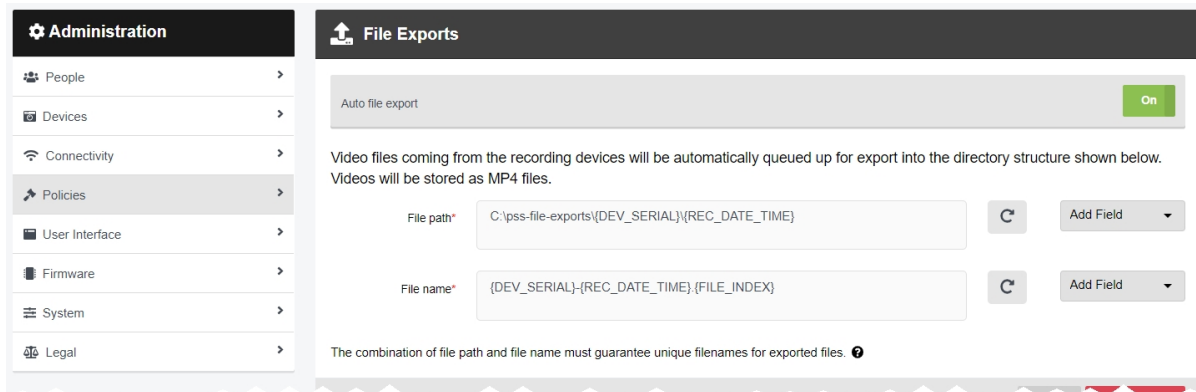 Administration
People
Devices
Connectivity
Policies
User Interface
Firmware
System
Legal
File Exports
Auto file export
On
Video files coming from the recording devices will be automatically queued up for export into the directory structure shown below.
Videos will be stored as MP4 files.
File path*
C:\pss-file-exports\{DEV_SERIAL}\{REC_DATE_TIME}
Add Field
File name*
{DEV_SERIAL}-{REC_DATE_TIME}.{FILE_INDEX}
Add Field
The combination of file path and file name must guarantee unique filenames for exported files.